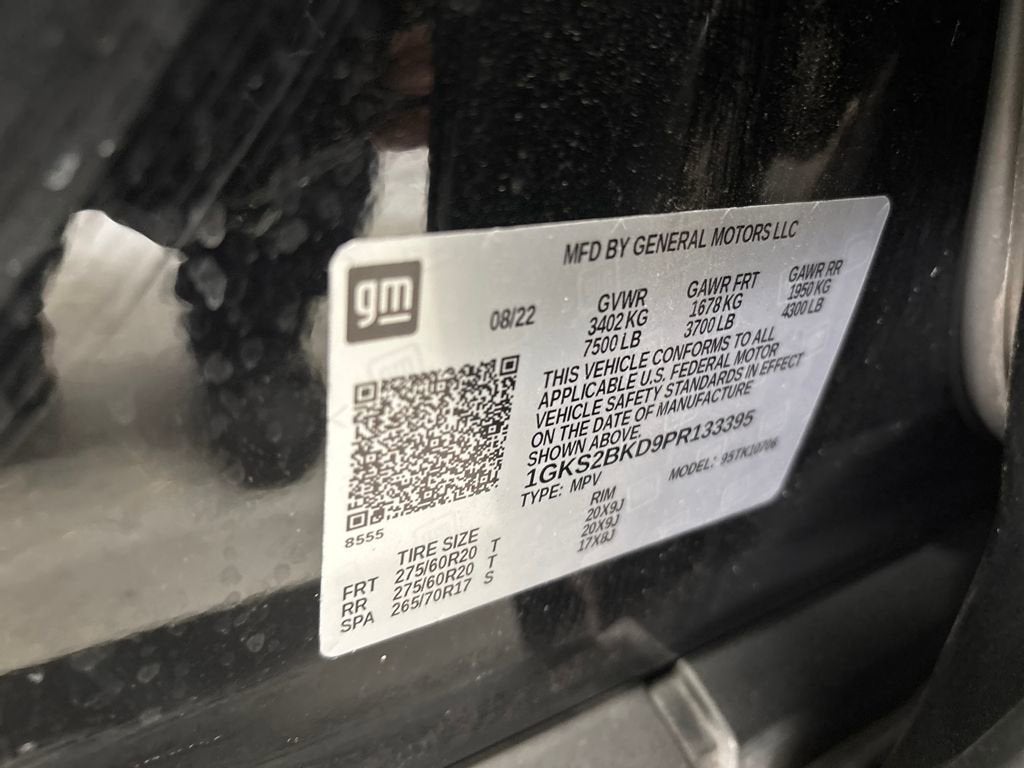 MFD BY GENERAL MOTORS LLC
gm
08/22
GVWR GAWR FRT GAWR RR
3402 KG 1678 KG 1950 KG
7500 LB 3700 LB 4300 LB
THIS VEHICLE CONFORMS TO ALL
APPLICABLE U.S. FEDERAL MOTOR
VEHICLE SAFETY STANDARDS IN EFFECT
ON THE DATE OF MANUFACTURE
SHOWN ABOVE.
1GKS2BKD9PR133395
TYPE: MPV MODEL: 95TK10706
8555
TIRE SIZE RIM
FRT 275/60R20 T 20X9J
RR 275/60R20 T 20X9J
SPA 265/70R17 S 17X8J